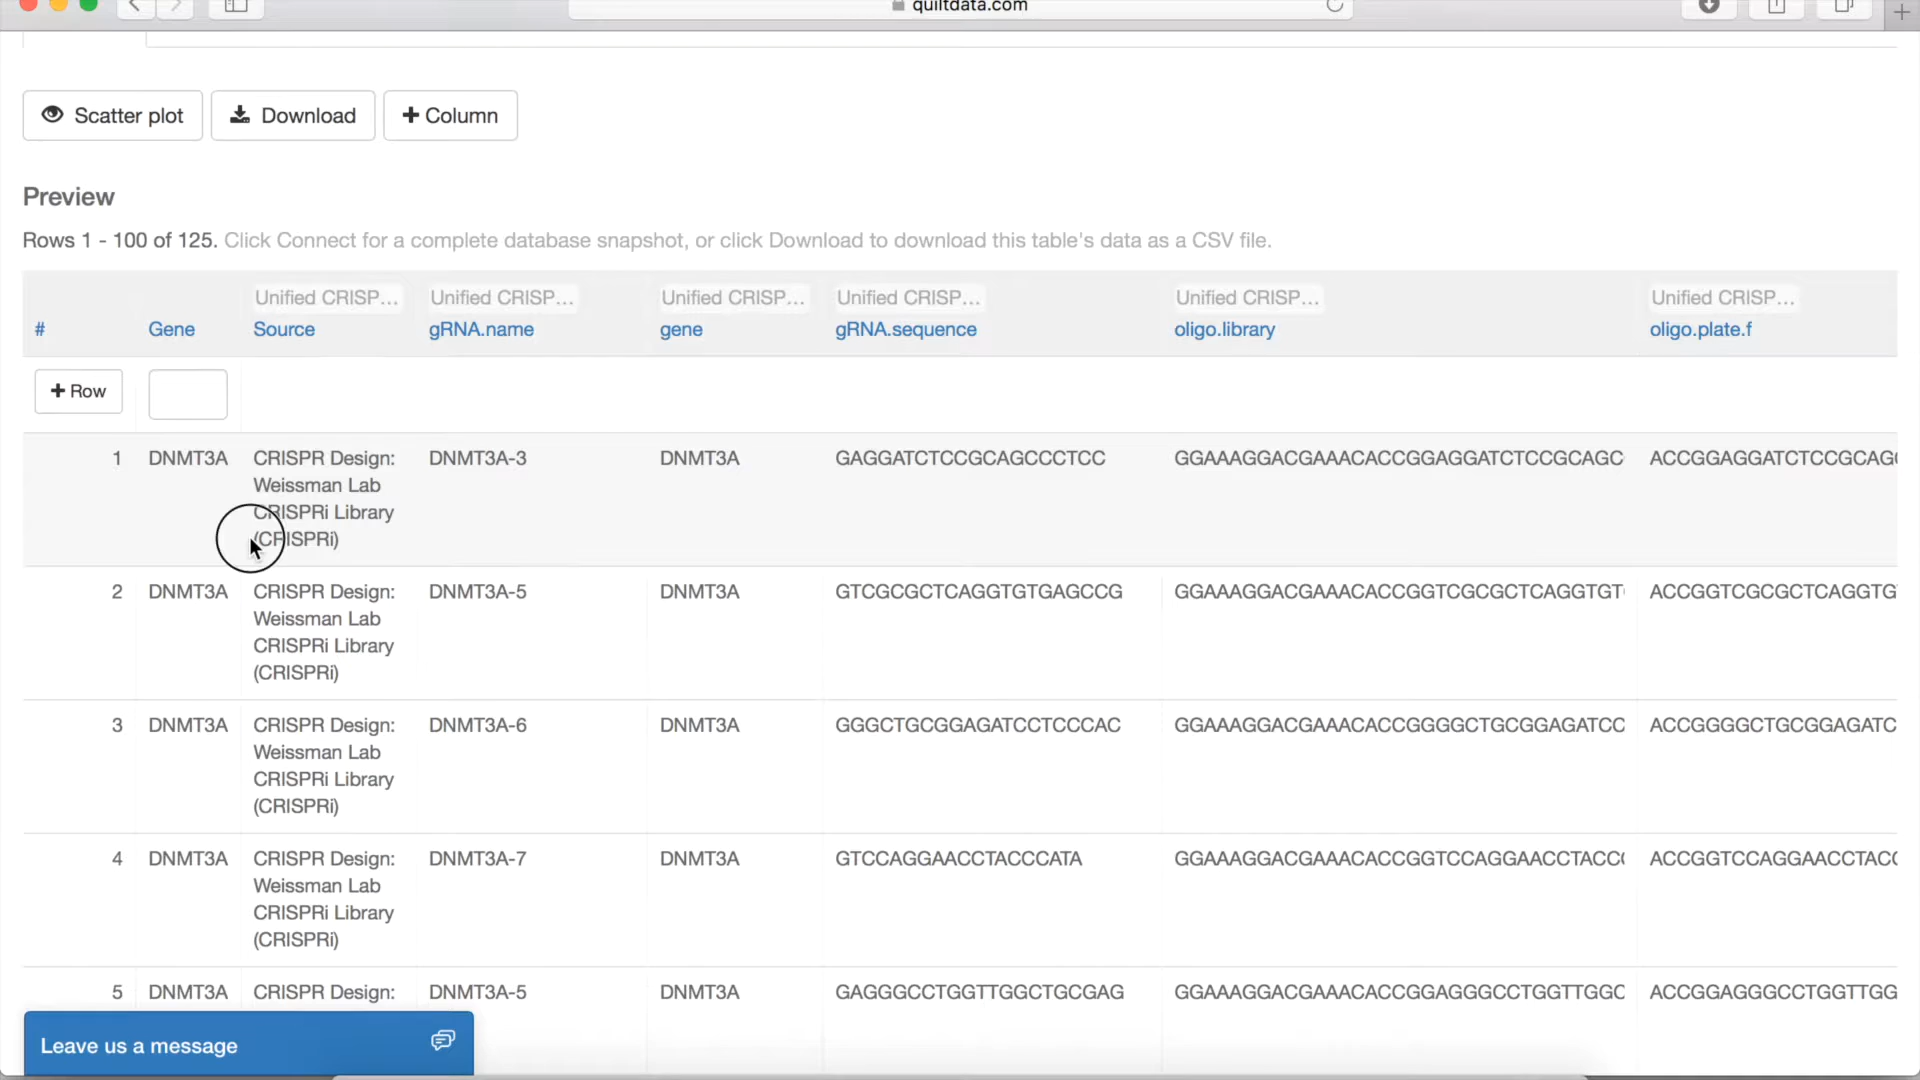 quiltdata.com
Scatter plot Download + Column
Preview
Rows 1 - 100 of 125. Click Connect for a complete database snapshot, or click Download to download this table's data as a CSV file.
Unified CRISP... Unified CRISP... Unified CRISP... Unified CRISP... Unified CRISP... Unified CRISP...
# Gene Source gRNA.name gene gRNA.sequence oligo.library oligo.plate.f
+ Row
1 DNMT3A CRISPR Design: DNMT3A-3 DNMT3A GAGGATCTCCGCAGCCCTCC GGAAAGGACGAAACACCGGAGGATCTCCGCAGC ACCGGAGGATCTCCGCAG
Weissman Lab
CRISPRi Library
(CRISPRi)
2 DNMT3A CRISPR Design: DNMT3A-5 DNMT3A GTCGCGCTCAGGTGTGAGCCG GGAAAGGACGAAACACCGGTCGCGCTCAGGTGT ACCGGTCGCGCTCAGGTG
Weissman Lab
CRISPRi Library
(CRISPRi)
3 DNMT3A CRISPR Design: DNMT3A-6 DNMT3A GGGCTGCGGAGATCCTCCCAC GGAAAGGACGAAACACCGGGGCTGCGGAGATCC ACCGGGGCTGCGGAGATC
Weissman Lab
CRISPRi Library
(CRISPRi)
4 DNMT3A CRISPR Design: DNMT3A-7 DNMT3A GTCCAGGAACCTACCCATA GGAAAGGACGAAACACCGGTCCAGGAACCTACC ACCGGTCCAGGAACCTAC
Weissman Lab
CRISPRi Library
(CRISPRi)
5 DNMT3A CRISPR Design: DNMT3A-5 DNMT3A GAGGGCCTGGTTGGCTGCGAG GGAAAGGACGAAACACCGGAGGGCCTGGTTGGC ACCGGAGGGCCTGGTTGG
Leave us a message